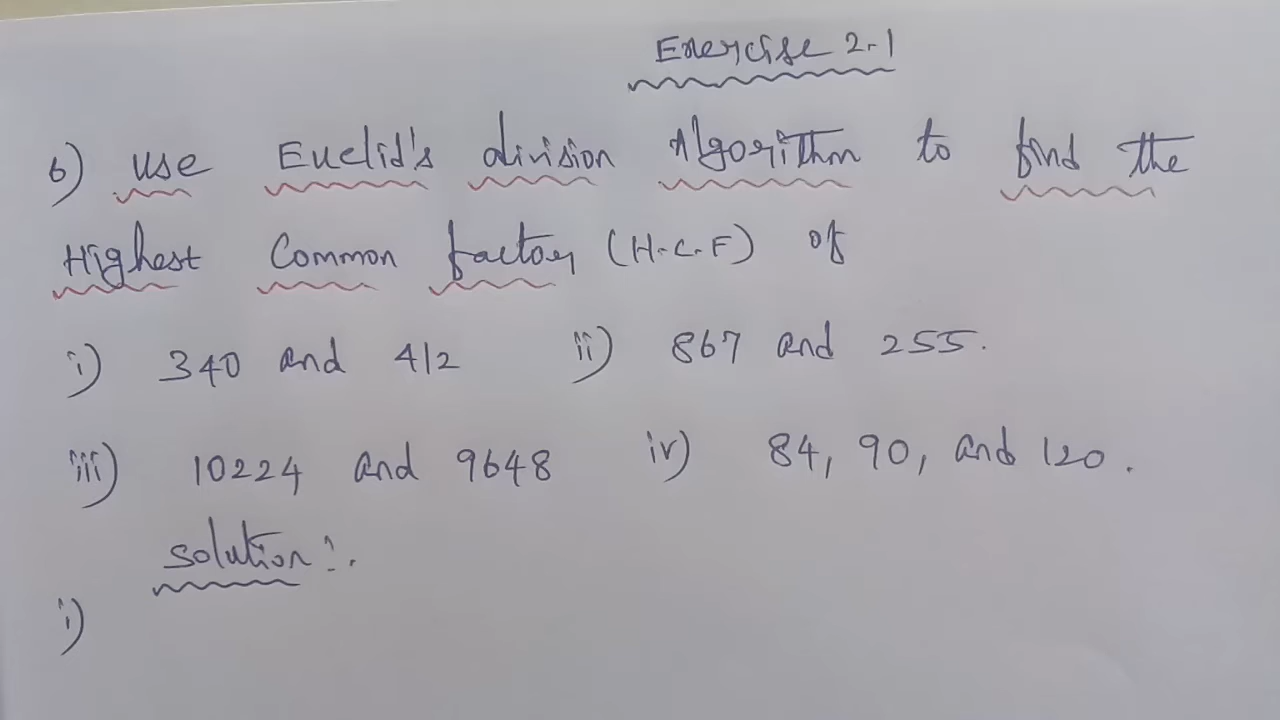 Exercise 2.1
6) use Euclid's division Algorithm to find the
Highest Common factor (H.C.F) of
i) 340 and 412 ii) 867 and 255.
iii) 10224 and 9648 iv) 84, 90, and 120.
Solution:.
i)